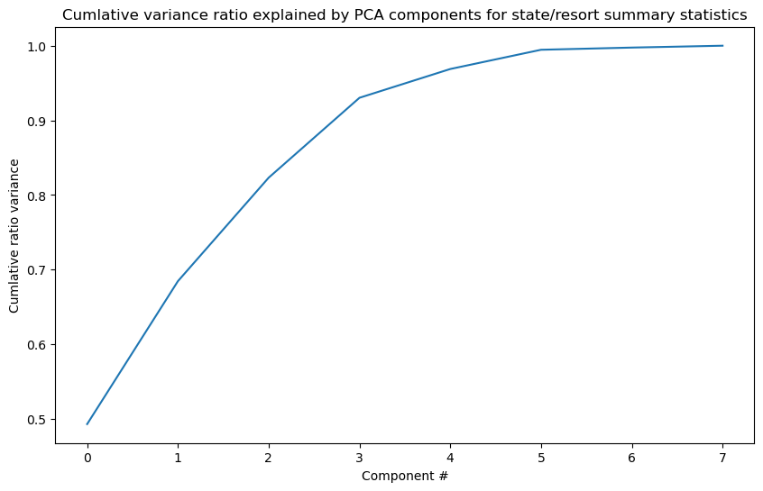 Cumlative variance ratio explained by PCA components for state/resort summary statistics
1.0
0.9
0.8
0.7
0.6
0.5
Cumlative ratio variance
0 1 2 3 4 5 6 7
Component #